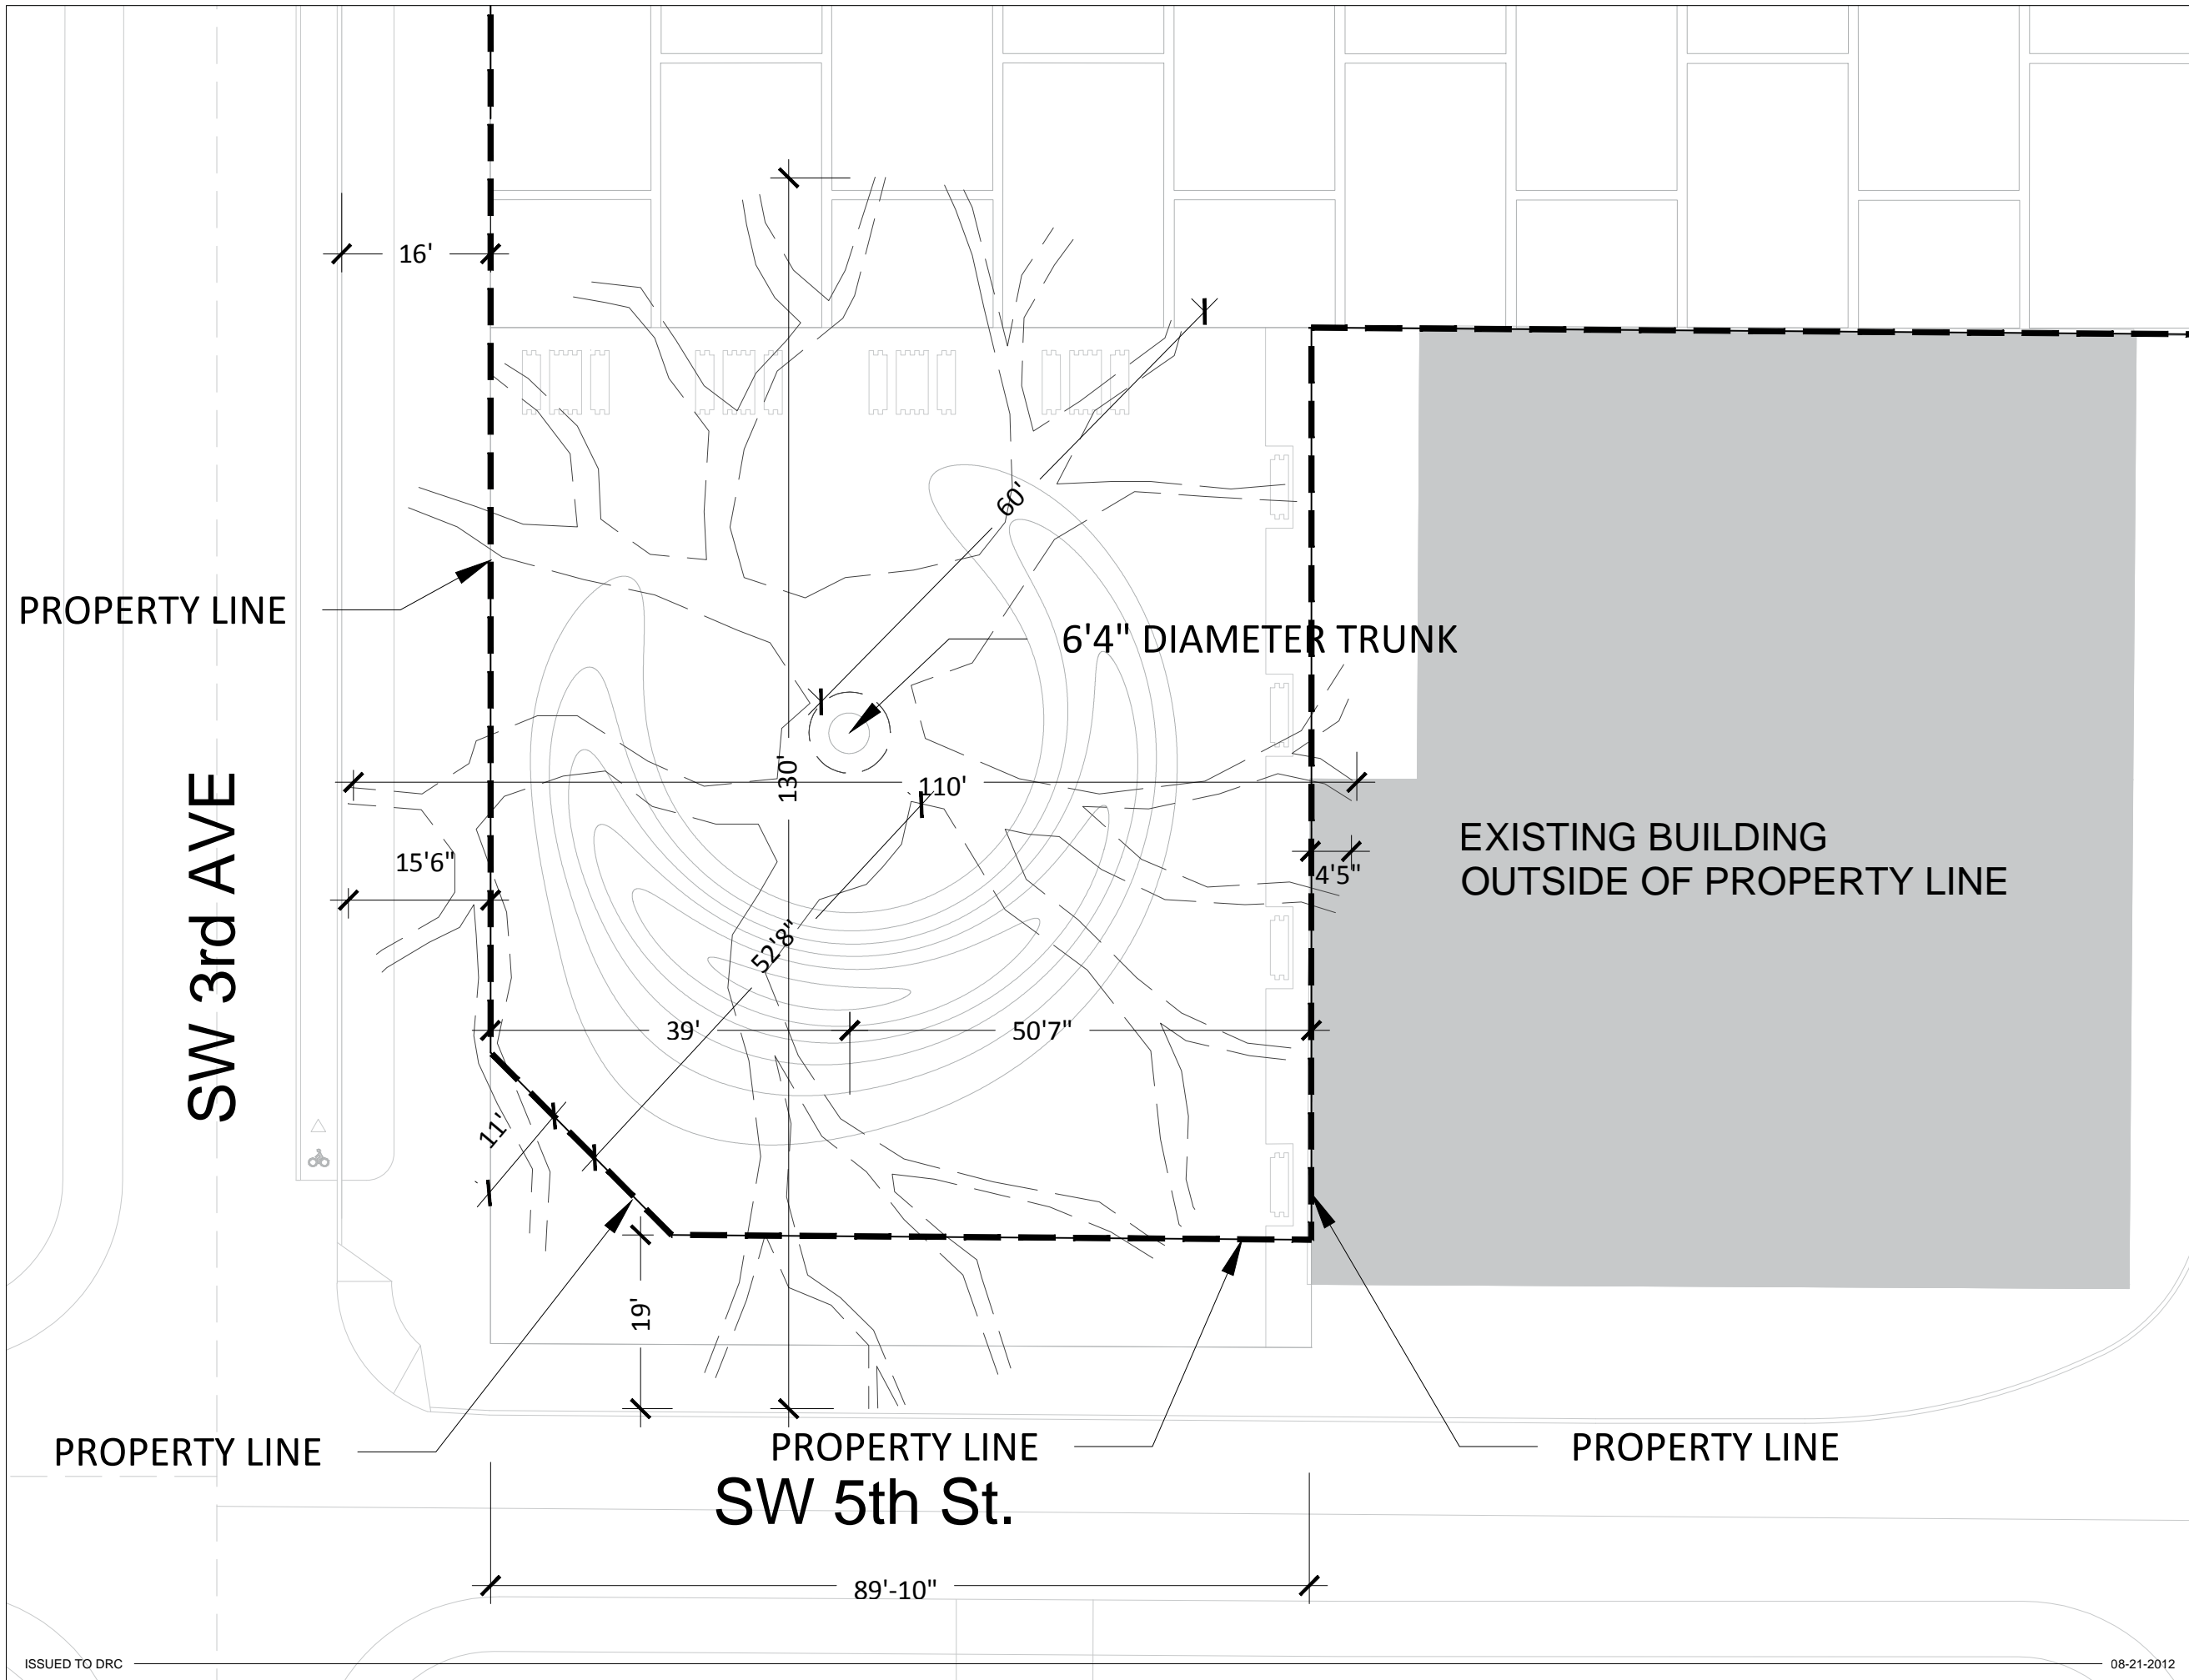 16'
60'
PROPERTY LINE
6'4" DIAMETER TRUNK
130'
110'
SW 3rd AVE
15'6"
4'5"
EXISTING BUILDING
OUTSIDE OF PROPERTY LINE
52'8"
39'
50'7"
11'
19'
PROPERTY LINE
PROPERTY LINE
PROPERTY LINE
SW 5th St.
89'-10"
ISSUED TO DRC
08-21-2012